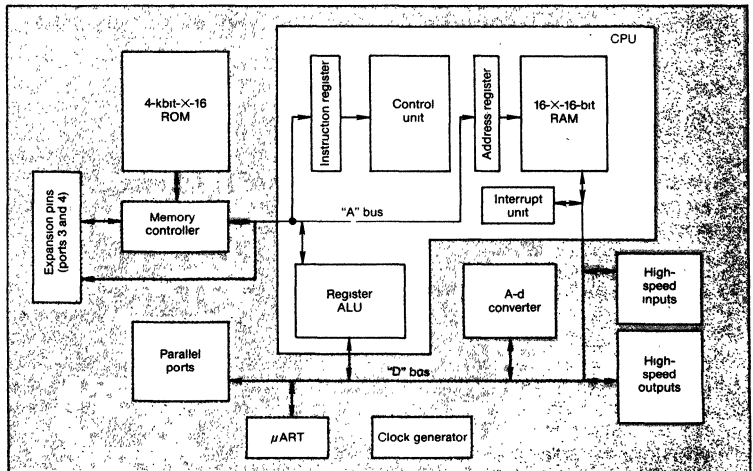 CPU
4-kbit-X-16
ROM
Instruction register
Control
unit
Address register
16-X-16-bit
RAM
Expansion pins
(ports 3 and 4)
Memory
controller
"A" bus
Interrupt
unit
Register
ALU
A-d
converter
High-
speed
inputs
Parallel
ports
"D" bus
High-
speed
outputs
μART
Clock generator